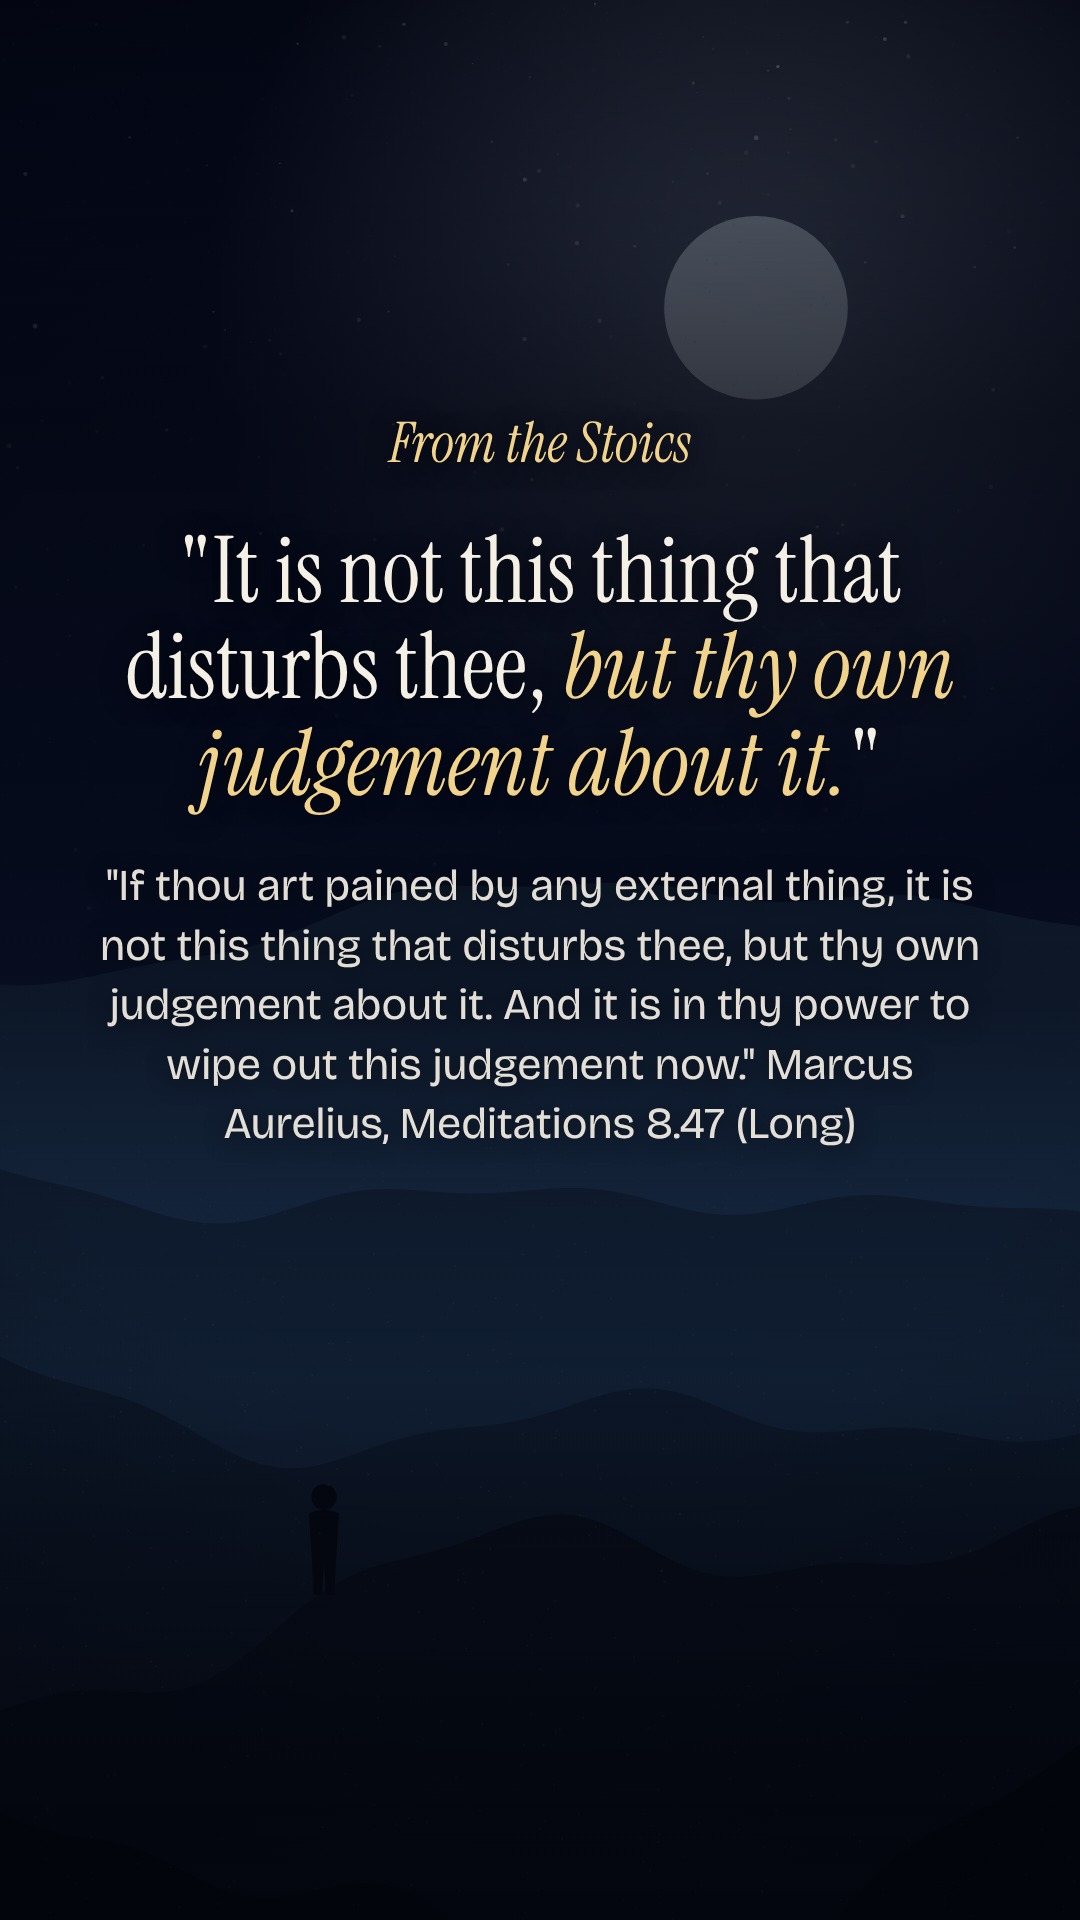 From the Stoics
"It is not this thing that
disturbs thee, but thy own
judgement about it."
"If thou art pained by any external thing, it is
not this thing that disturbs thee, but thy own
judgement about it. And it is in thy power to
wipe out this judgement now." Marcus
Aurelius, Meditations 8.47 (Long)